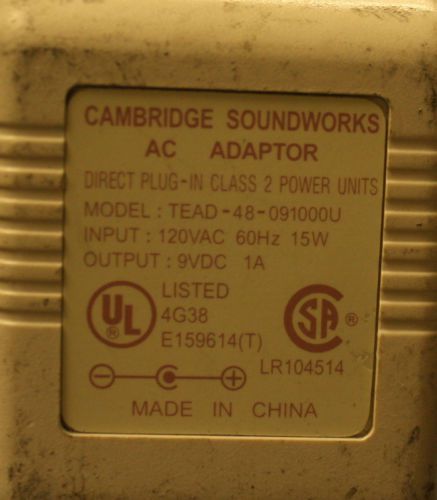 CAMBRIDGE SOUNDWORKS
AC ADAPTOR
DIRECT PLUG-IN CLASS 2 POWER UNITS
MODEL : TEAD-48-091000U
INPUT : 120VAC 60Hz 15W
OUTPUT : 9VDC 1A
UL ®
LISTED
4G38
E159614(T)
CSA ®
LR104514
MADE IN CHINA